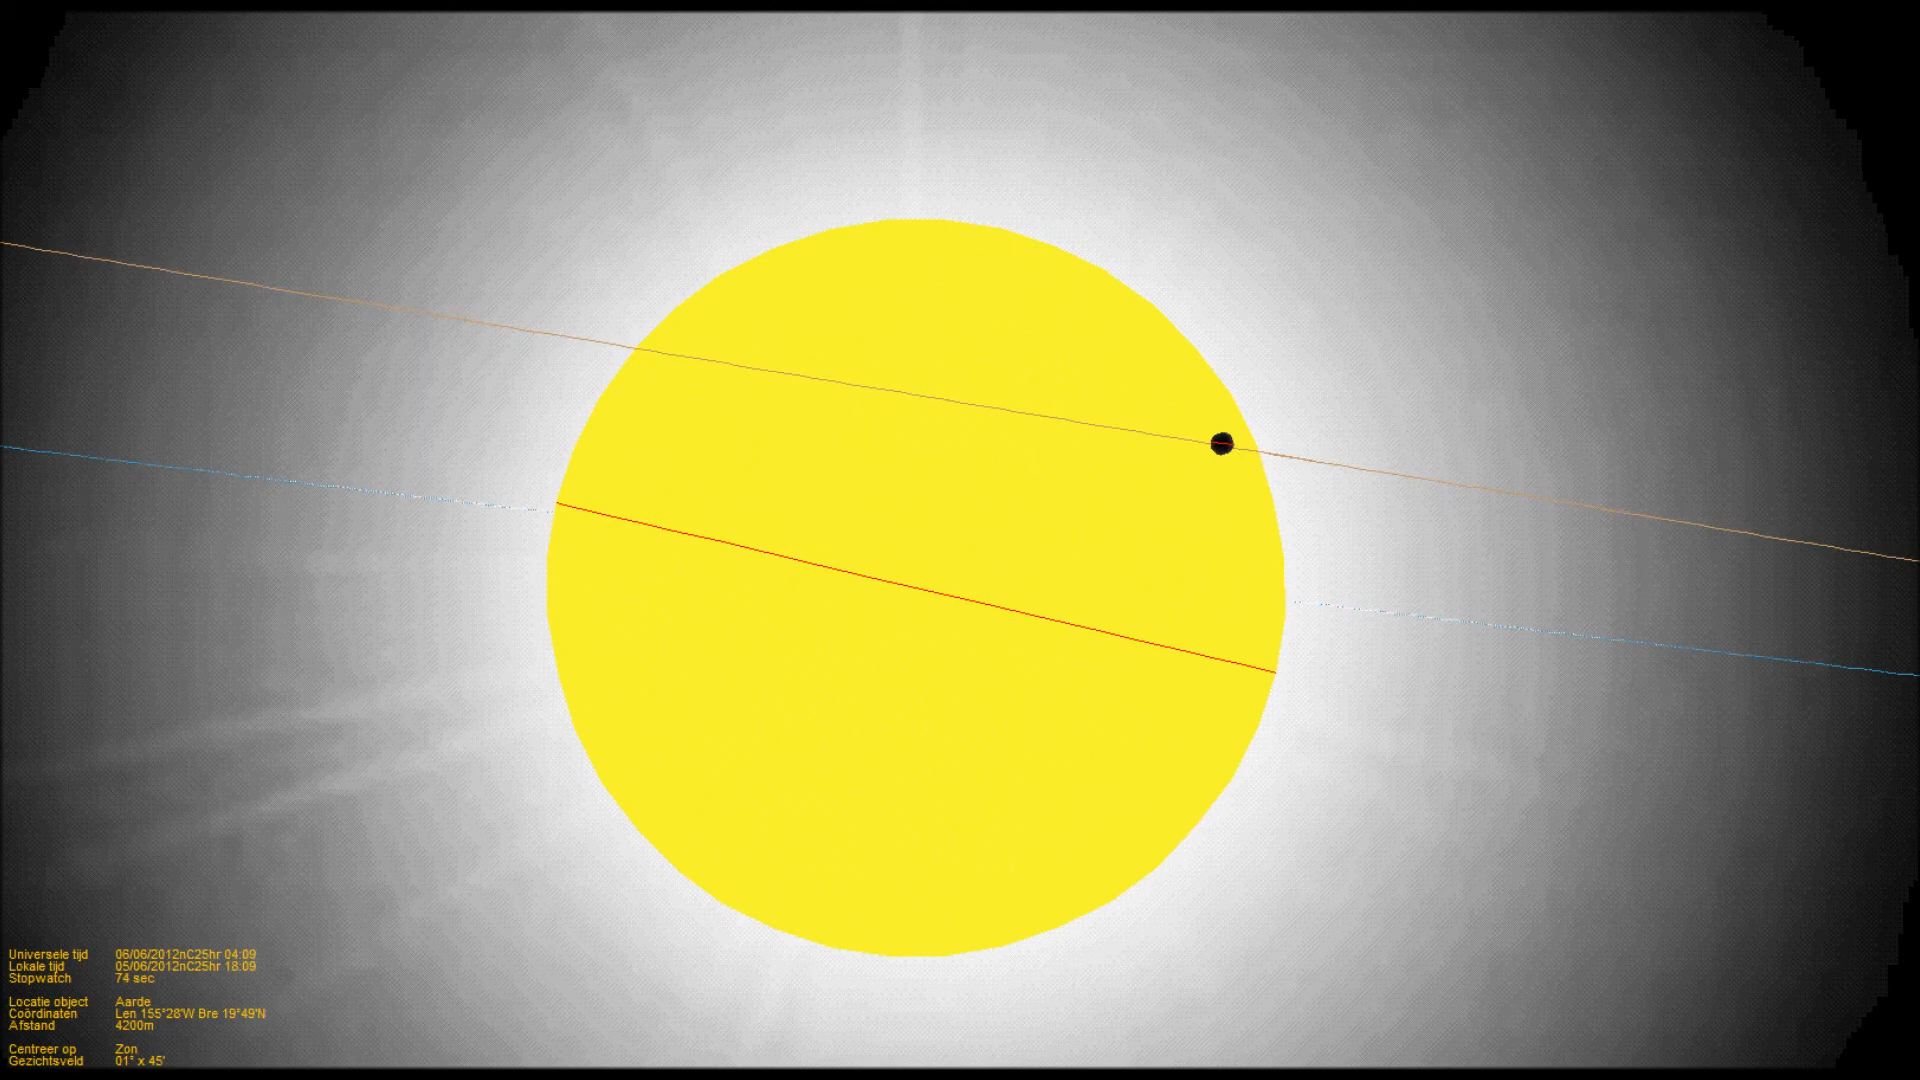 Universele tijd 06/06/2012nC25hr 04:09
Lokale tijd 05/06/2012nC25hr 18:09
Stopwatch 74 sec
Locatie object Aarde
Coördinaten Len 155°28'W Bre 19°49'N
Afstand 4200m
Centreer op Zon
Gezichtsveld 01° x 45'